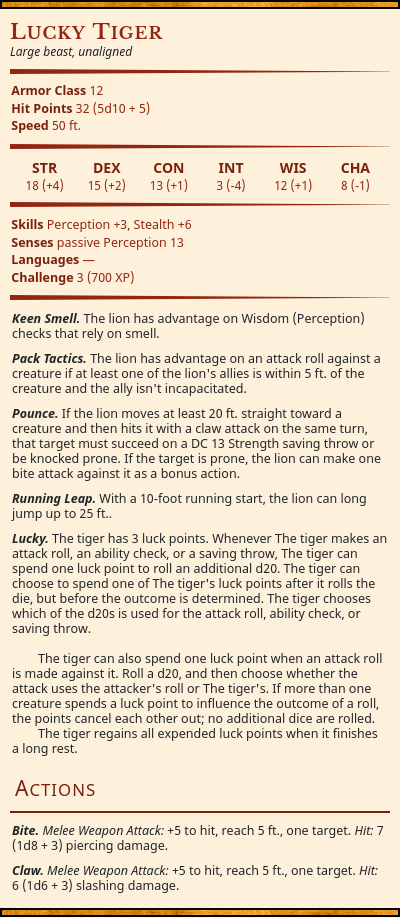 Lucky Tiger
Large beast, unaligned
Armor Class 12
Hit Points 32 (5d10 + 5)
Speed 50 ft.
STR DEX CON INT WIS CHA
18 (+4) 15 (+2) 13 (+1) 3 (-4) 12 (+1) 8 (-1)
Skills Perception +3, Stealth +6
Senses passive Perception 13
Languages —
Challenge 3 (700 XP)
Keen Smell. The lion has advantage on Wisdom (Perception)
checks that rely on smell.
Pack Tactics. The lion has advantage on an attack roll against a
creature if at least one of the lion's allies is within 5 ft. of the
creature and the ally isn't incapacitated.
Pounce. If the lion moves at least 20 ft. straight toward a
creature and then hits it with a claw attack on the same turn,
that target must succeed on a DC 13 Strength saving throw or
be knocked prone. If the target is prone, the lion can make one
bite attack against it as a bonus action.
Running Leap. With a 10-foot running start, the lion can long
jump up to 25 ft..
Lucky. The tiger has 3 luck points. Whenever The tiger makes an
attack roll, an ability check, or a saving throw, The tiger can
spend one luck point to roll an additional d20. The tiger can
choose to spend one of The tiger's luck points after it rolls the
die, but before the outcome is determined. The tiger chooses
which of the d20s is used for the attack roll, ability check, or
saving throw.
The tiger can also spend one luck point when an attack roll
is made against it. Roll a d20, and then choose whether the
attack uses the attacker's roll or The tiger's. If more than one
creature spends a luck point to influence the outcome of a roll,
the points cancel each other out; no additional dice are rolled.
The tiger regains all expended luck points when it finishes
a long rest.
Actions
Bite. Melee Weapon Attack: +5 to hit, reach 5 ft., one target. Hit: 7
(1d8 + 3) piercing damage.
Claw. Melee Weapon Attack: +5 to hit, reach 5 ft., one target. Hit:
6 (1d6 + 3) slashing damage.